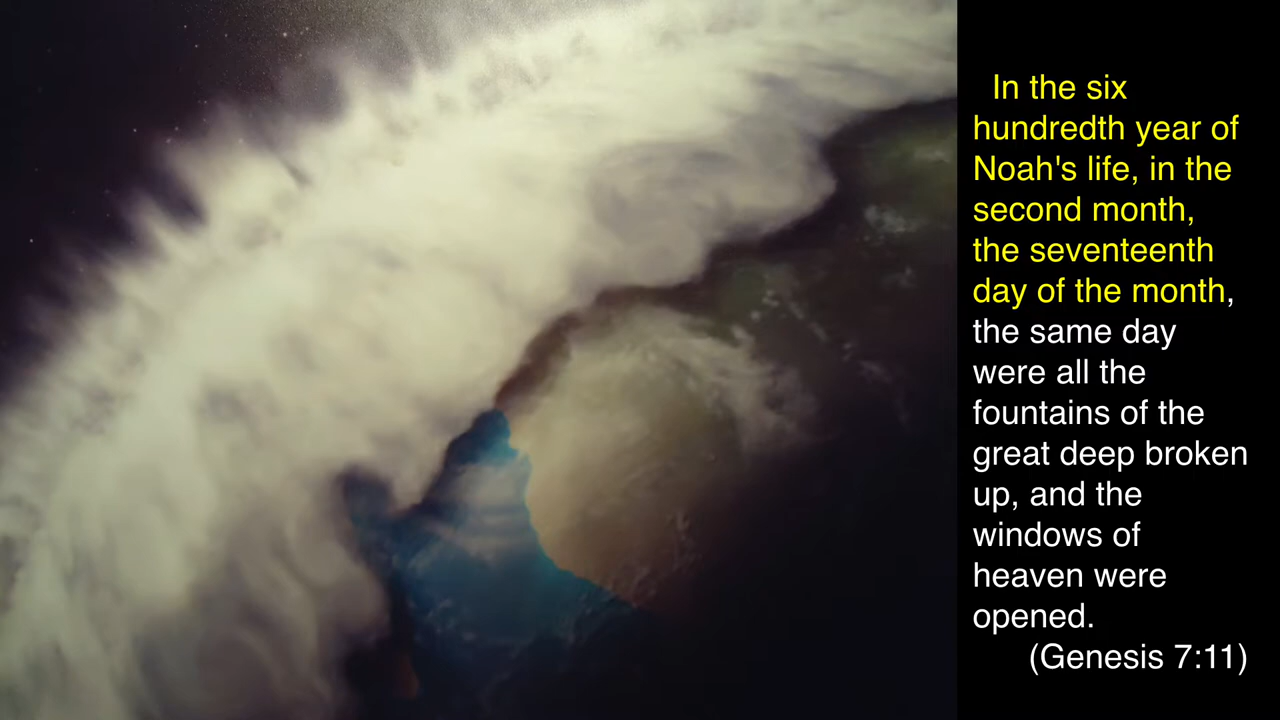 In the six
hundredth year of
Noah's life, in the
second month,
the seventeenth
day of the month,
the same day
were all the
fountains of the
great deep broken
up, and the
windows of
heaven were
opened.
(Genesis 7:11)